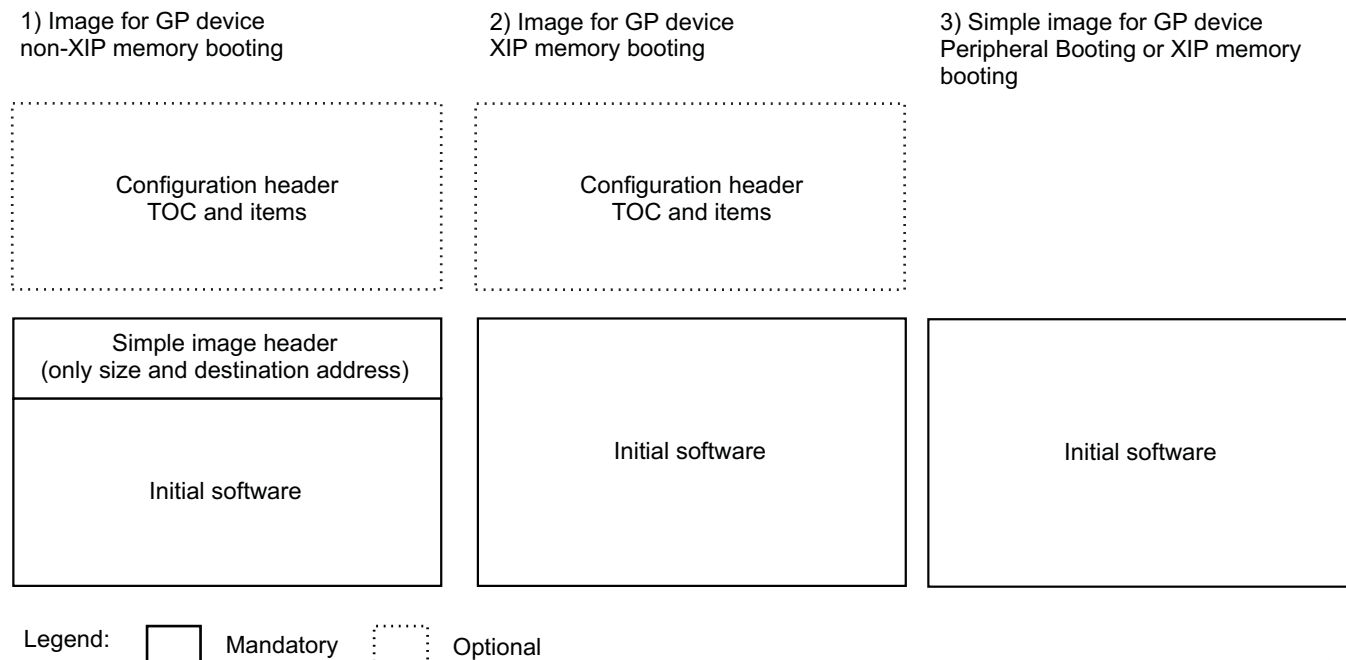 1) Image for GP device
non-XIP memory booting
2) Image for GP device
XIP memory booting
3) Simple image for GP device
Peripheral Booting or XIP memory
booting
Configuration header
TOC and items
Configuration header
TOC and items
Simple image header
(only size and destination address)
Initial software
Initial software
Initial software
Legend:
Mandatory
Optional